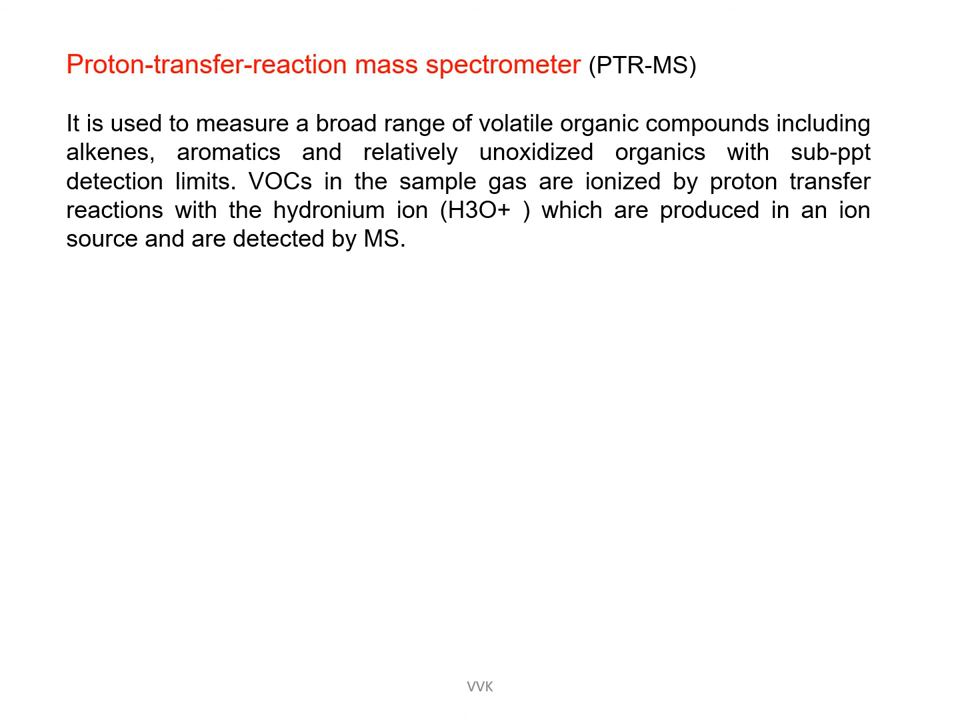 Proton-transfer-reaction mass spectrometer (PTR-MS)
It is used to measure a broad range of volatile organic compounds including
alkenes, aromatics and relatively unoxidized organics with sub-ppt
detection limits. VOCs in the sample gas are ionized by proton transfer
reactions with the hydronium ion (H3O+ ) which are produced in an ion
source and are detected by MS.
VVK